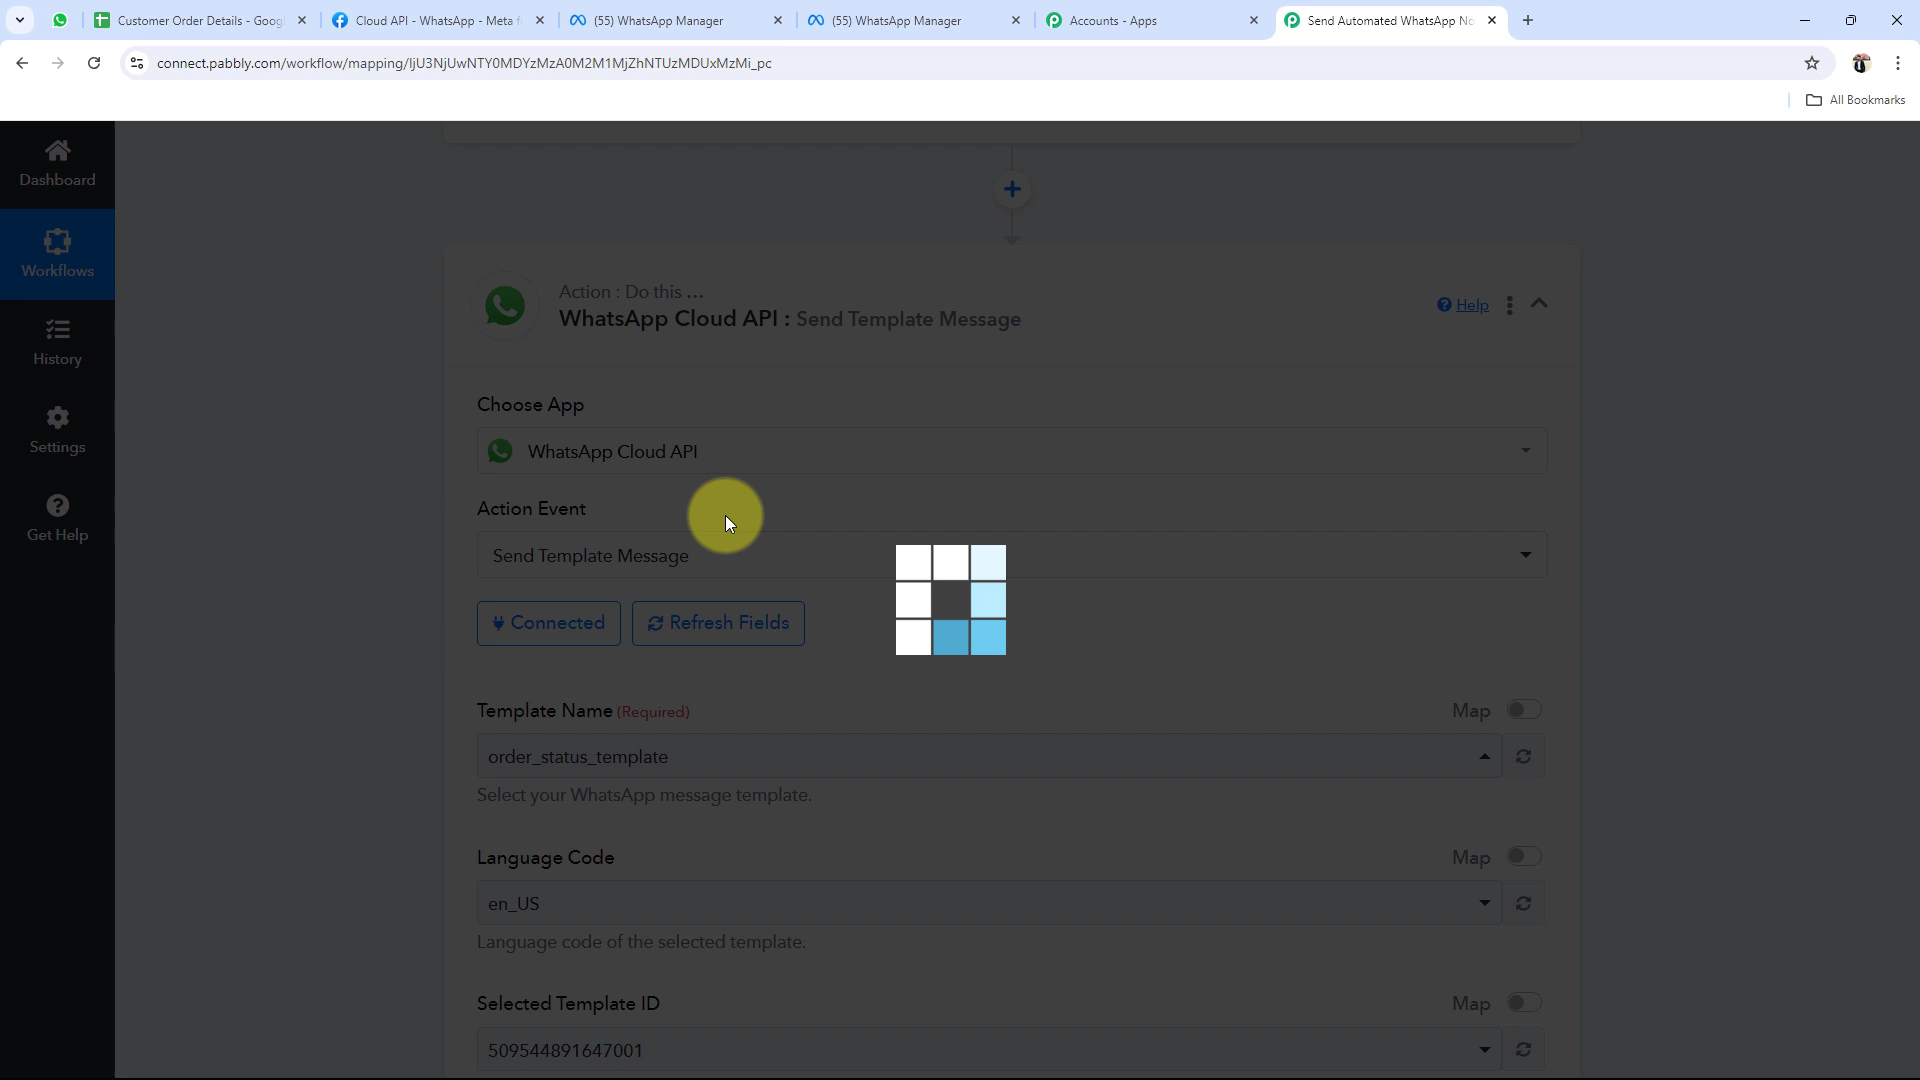 Customer Order Details - Goog
Cloud API - WhatsApp - Meta f
(55) WhatsApp Manager
(55) WhatsApp Manager
Accounts - Apps
Send Automated WhatsApp No
connect.pabbly.com/workflow/mapping/IjU3NjUwNTY0MDYzMzA0M2M1MjZhNTUzMDUxMzMi_pc
All Bookmarks
Dashboard
Workflows
History
Settings
Get Help
Action : Do this ...
WhatsApp Cloud API : Send Template Message
Help
Choose App
WhatsApp Cloud API
Action Event
Send Template Message
Connected
Refresh Fields
Template Name (Required)
Map
order_status_template
Select your WhatsApp message template.
Language Code
Map
en_US
Language code of the selected template.
Selected Template ID
Map
509544891647001